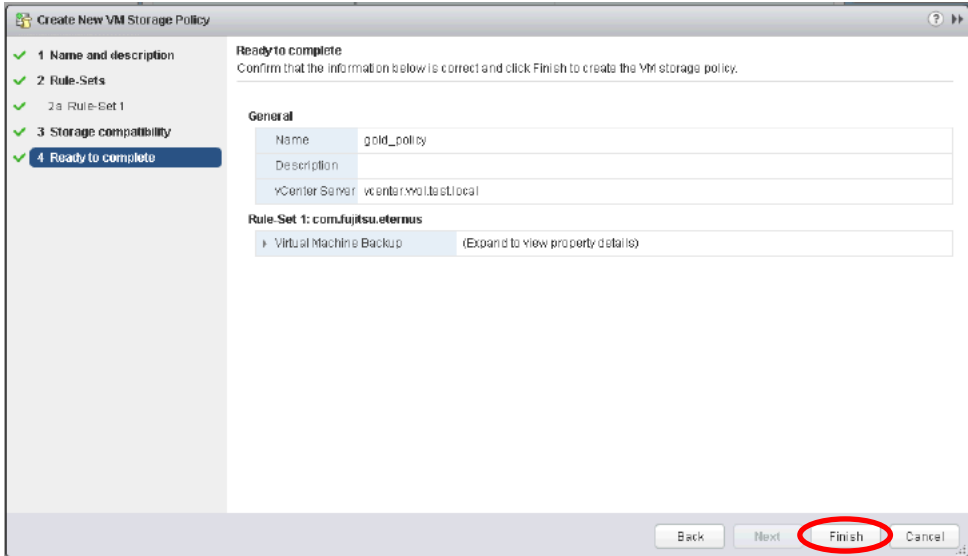 Create New VM Storage Policy
?
1 Name and description
2 Rule-Sets
2a Rule-Set 1
3 Storage compatibility
4 Ready to complete
Ready to complete
Confirm that the information below is correct and click Finish to create the VM storage policy.
General
Name gold_policy
Description
vCenter Server vcenter.vvol.test.local
Rule-Set 1: com.fujitsu.eternus
Virtual Machine Backup (Expand to view property details)
Back Next Finish Cancel